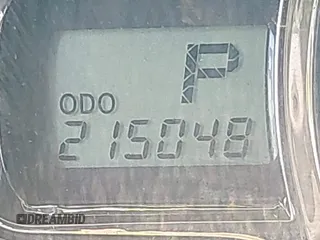 P
ODO
215048
DREAMBID